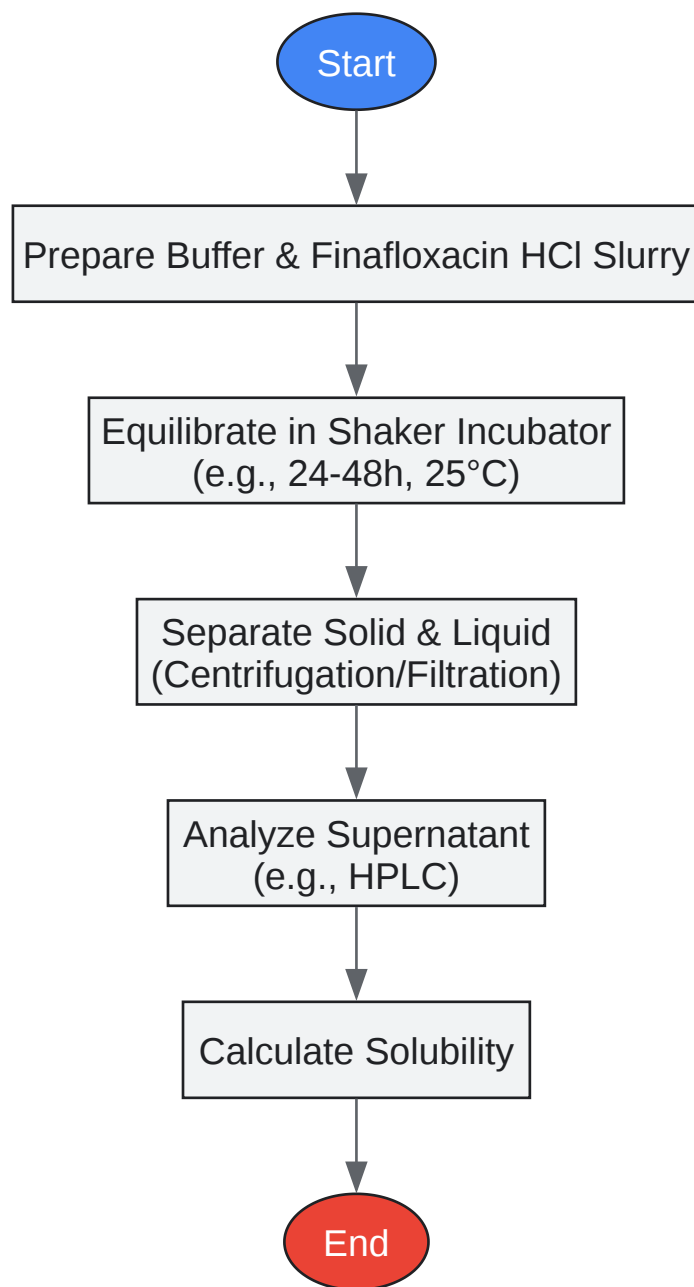 Start
Prepare Buffer & Finafloxacin HCl Slurry
Equilibrate in Shaker Incubator
(e.g., 24-48h, 25°C)
Separate Solid & Liquid
(Centrifugation/Filtration)
Analyze Supernatant
(e.g., HPLC)
Calculate Solubility
End